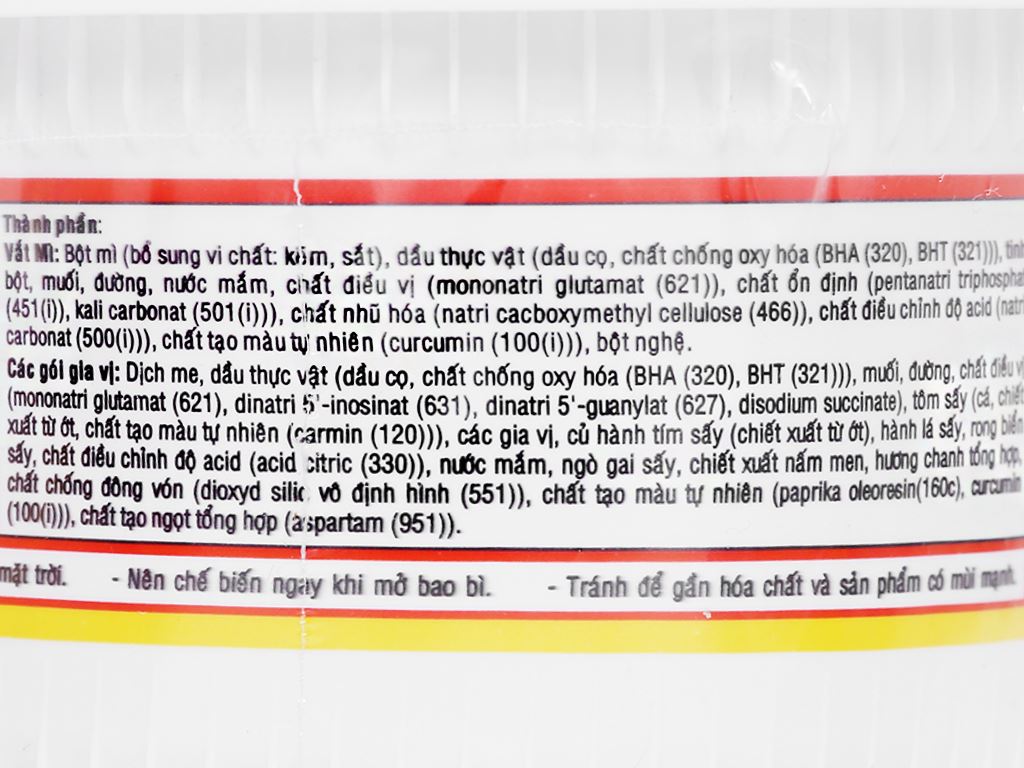 Thành phần:
Vắt Mì: Bột mì (bổ sung vi chất: kẽm, sắt), dầu thực vật (dầu cọ, chất chống oxy hóa (BHA (320), BHT (321))), tinh
bột, muối, đường, nước mắm, chất điều vị (mononatri glutamat (621)), chất ổn định (pentanatri triphosphat
(451(i)), kali carbonat (501(i))), chất nhũ hóa (natri cacboxymethyl cellulose (466)), chất điều chỉnh độ acid (natri
carbonat (500(i))), chất tạo màu tự nhiên (curcumin (100(i))), bột nghệ.
Các gói gia vị: Dịch me, dầu thực vật (dầu cọ, chất chống oxy hóa (BHA (320), BHT (321))), muối, đường, chất điều vị
(mononatri glutamat (621), dinatri 5'-inosinat (631), dinatri 5'-guanylat (627), disodium succinate), tôm sấy (cá, chiết
xuất từ ớt, chất tạo màu tự nhiên (carmin (120))), các gia vị, củ hành tím sấy (chiết xuất từ ớt), hành lá sấy, rong biển
sấy, chất điều chỉnh độ acid (acid citric (330)), nước mắm, ngò gai sấy, chiết xuất nấm men, hương chanh tổng hợp,
chất chống đông vón (dioxyd silic vô định hình (551)), chất tạo màu tự nhiên (paprika oleoresin(160c), curcumin
(100(i))), chất tạo ngọt tổng hợp (aspartam (951)).
mặt trời. - Nên chế biến ngay khi mở bao bì. - Tránh để gần hóa chất và sản phẩm có mùi mạnh.